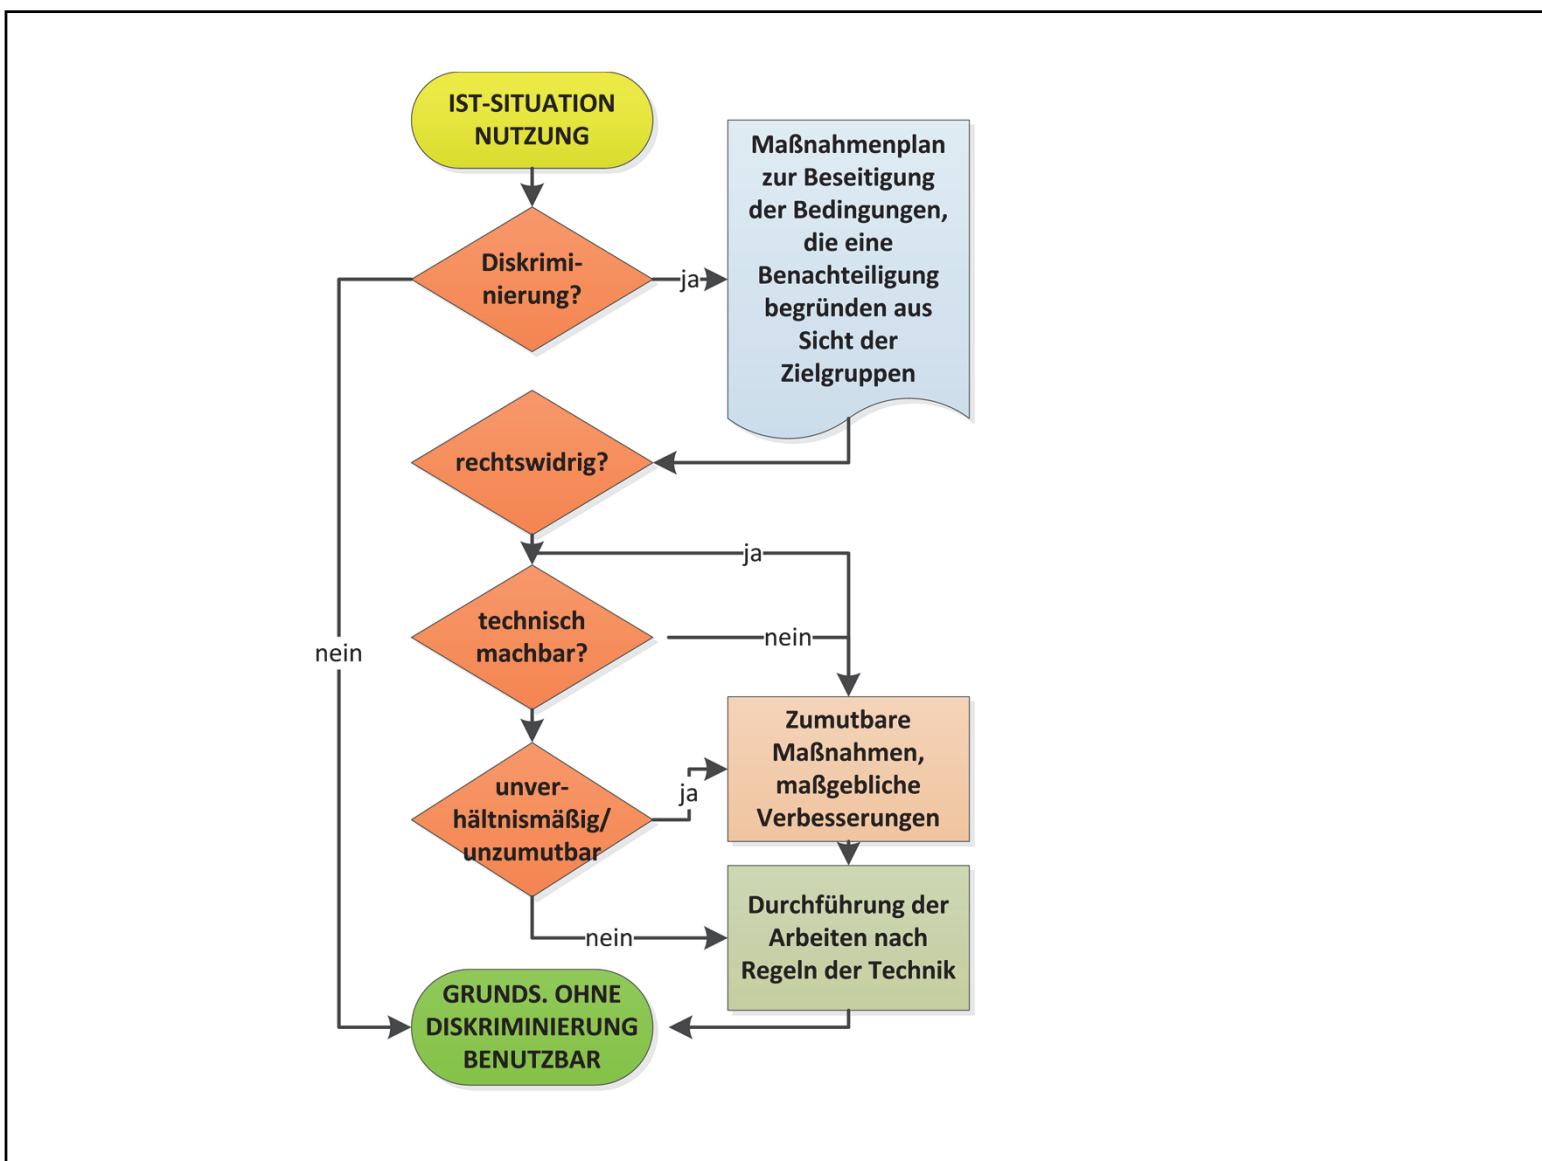 IST-SITUATION
NUTZUNG
Diskrimi-
nierung?
ja
Maßnahmenplan
zur Beseitigung
der Bedingungen,
die eine
Benachteiligung
begründen aus
Sicht der
Zielgruppen
rechtswidrig?
ja
technisch
machbar?
nein
nein
unver-
hältnismäßig/
unzumutbar
ja
Zumutbare
Maßnahmen,
maßgebliche
Verbesserungen
nein
Durchführung der
Arbeiten nach
Regeln der Technik
GRUNDS. OHNE
DISKRIMINIERUNG
BENUTZBAR